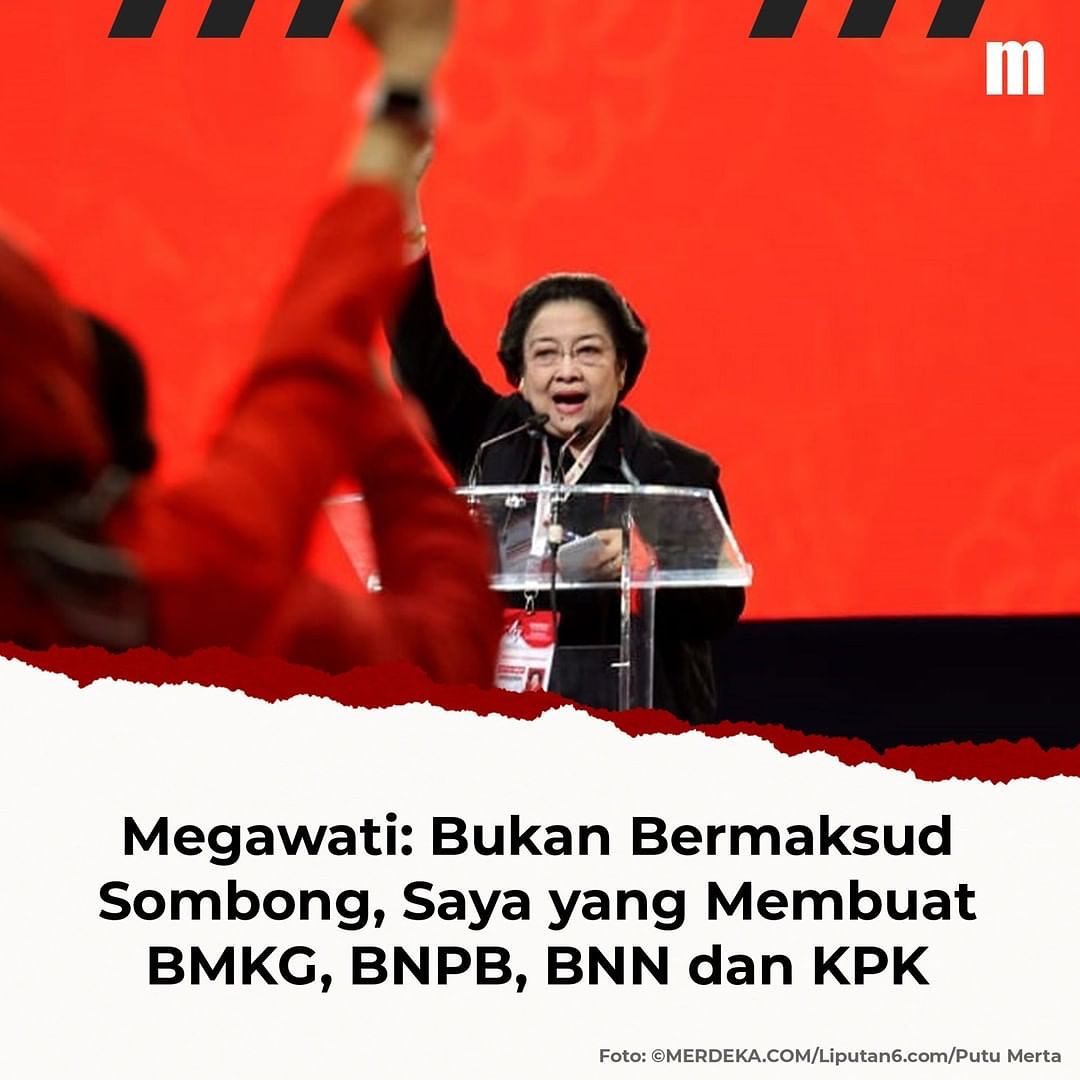 m
Megawati: Bukan Bermaksud
Sombong, Saya yang Membuat
BMKG, BNPB, BNN dan KPK
Foto: ©MERDEKA.COM/Liputan6.com/Putu Merta